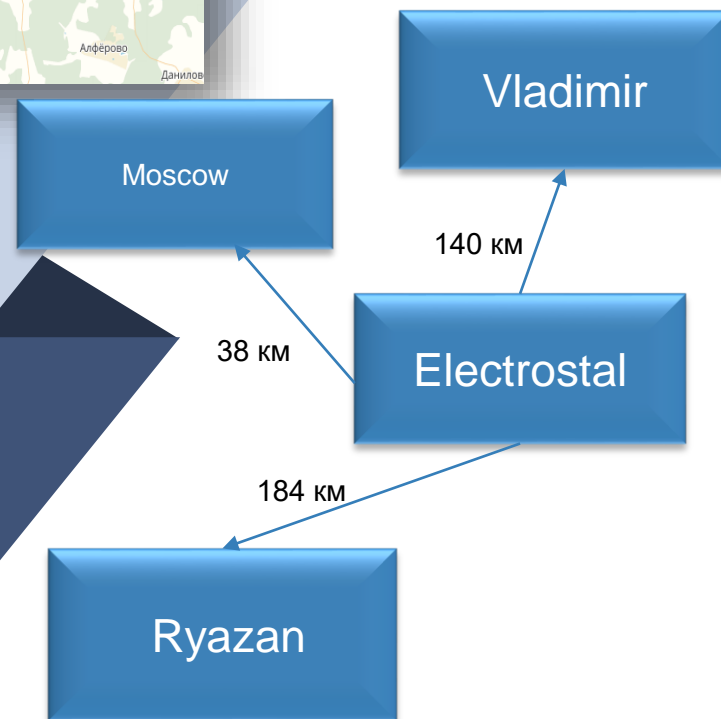 Алфёрово
Данилов
Vladimir
Moscow
140 км
38 км
Electrostal
184 км
Ryazan